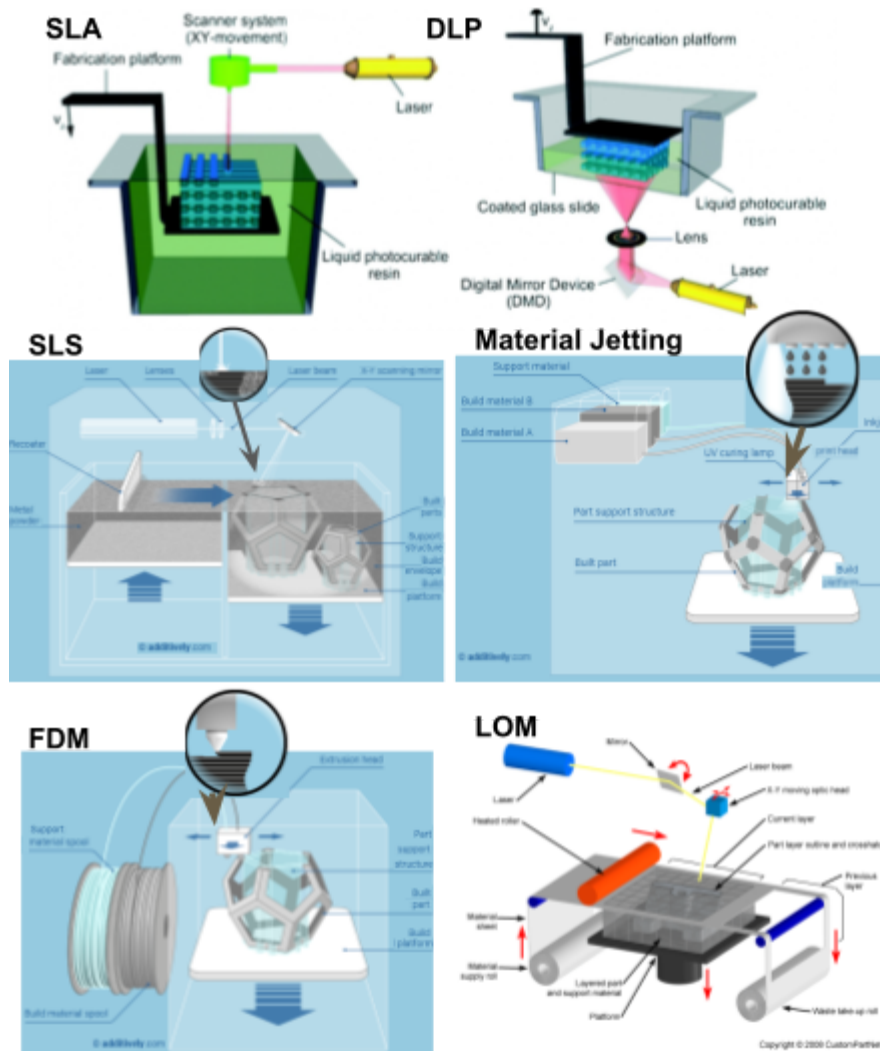 SLA
Scanner system
(XY-movement)
Fabrication platform
Laser
Liquid photocurable
resin
DLP
Fabrication
platform
Coated glass slide
Liquid photocurable
resin
Lens
Laser
Digital Mirror Device
(DMD)
SLS
Laser
Lenses
Laser beam
X-Y scanning mirror
Recoater
Metal
powder
Built
parts
Support
structure
Build
envelope
Build
platform
© additively.com
Material Jetting
Support material
Build material B
Build material A
UV curing lamp
Inkj
print head
Part support structure
Built part
Build
platform
© additively.com
FDM
Extrusion head
Support
material spool
Part
support
structure
Built
part
Build
platform
Build material spool
© additively.com
LOM
Mirror
Laser beam
Laser
X-Y moving optic head
Heated roller
Current layer
Part layer outline and crosshatc
Previous
layer
Material
sheet
Material
supply roll
Layered part
and support material
Platform
Waste take-up roll
Copyright © 2008 CustomPartNet